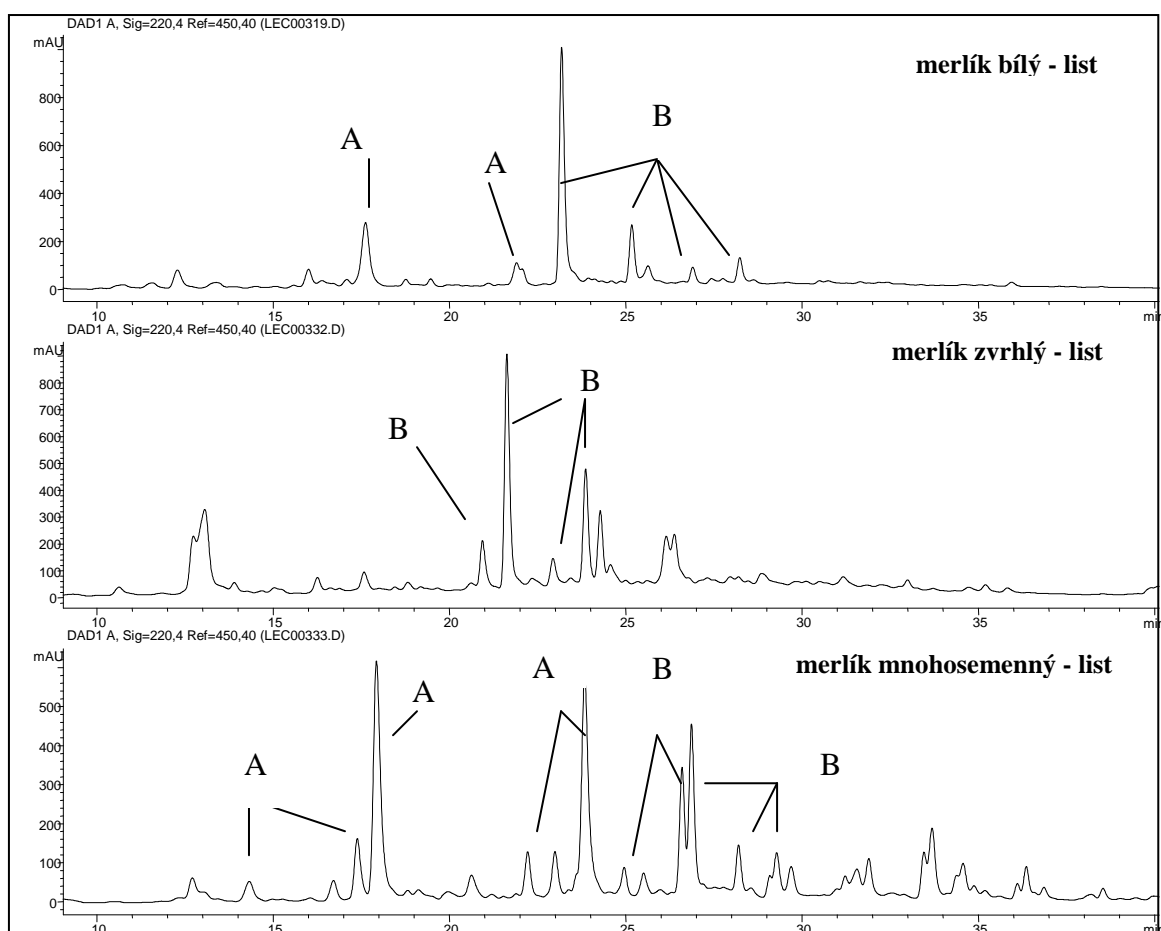 DAD1 A, Sig=220,4 Ref=450,40 (LEC00319.D)
mAU
merlík bílý - list
800
600
400
200
0
A
A
B
10
15
20
25
30
35
min
DAD1 A, Sig=220,4 Ref=450,40 (LEC00332.D)
mAU
merlík zvrhlý - list
800
700
600
500
400
300
200
100
0
B
B
10
15
20
25
30
35
min
DAD1 A, Sig=220,4 Ref=450,40 (LEC00333.D)
mAU
merlík mnohosemenný - list
500
400
300
200
100
0
A
A
A
B
B
10
15
20
25
30
35